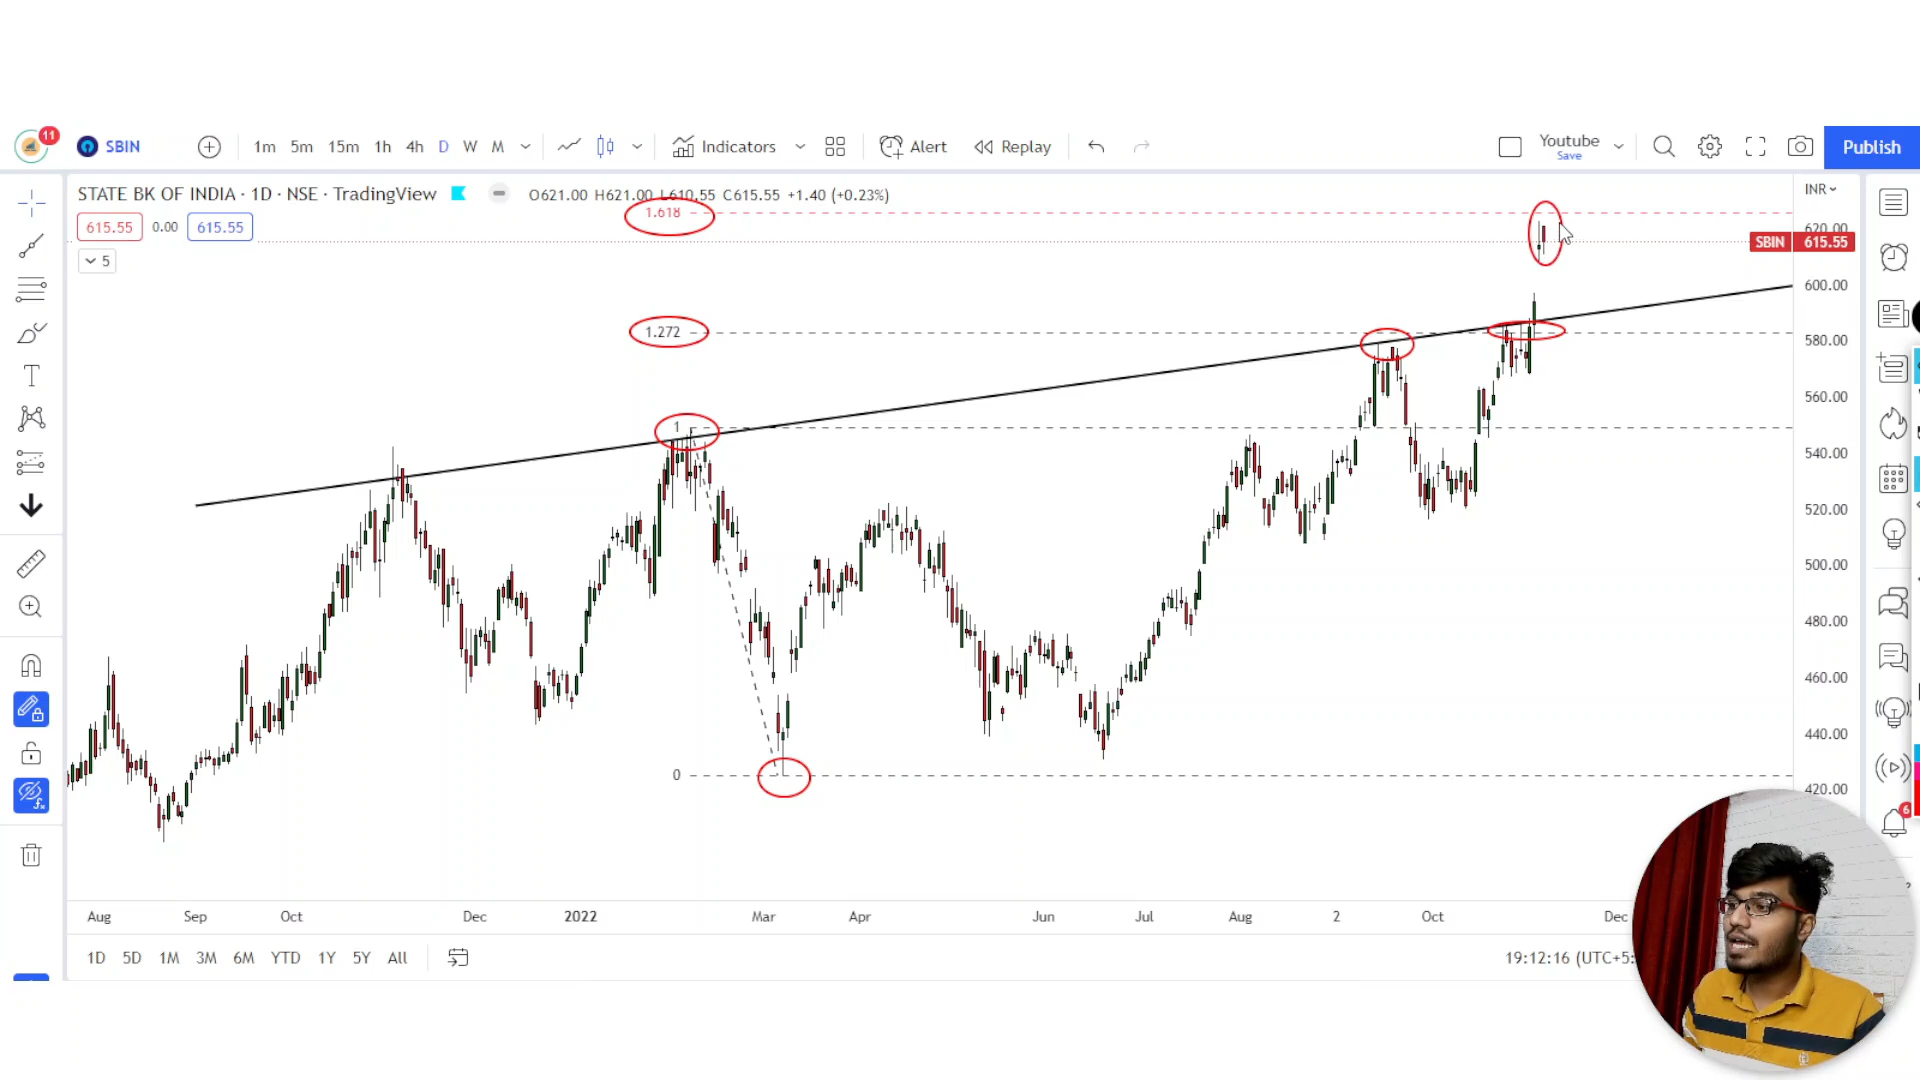 11
SBIN
1m 5m 15m 1h 4h D W M
Indicators
Alert
Replay
Youtube
Save
Publish
STATE BK OF INDIA · 1D · NSE · TradingView
O621.00 H621.00 L610.55 C615.55 +1.40 (+0.23%)
INR
615.55 0.00 615.55
5
1.618
620.00
SBIN 615.55
600.00
1.272
580.00
560.00
1
540.00
520.00
500.00
480.00
460.00
440.00
0
420.00
6
Aug Sep Oct Dec 2022 Mar Apr Jun Jul Aug 2 Oct Dec
1D 5D 1M 3M 6M YTD 1Y 5Y All
19:12:16 (UTC+5: